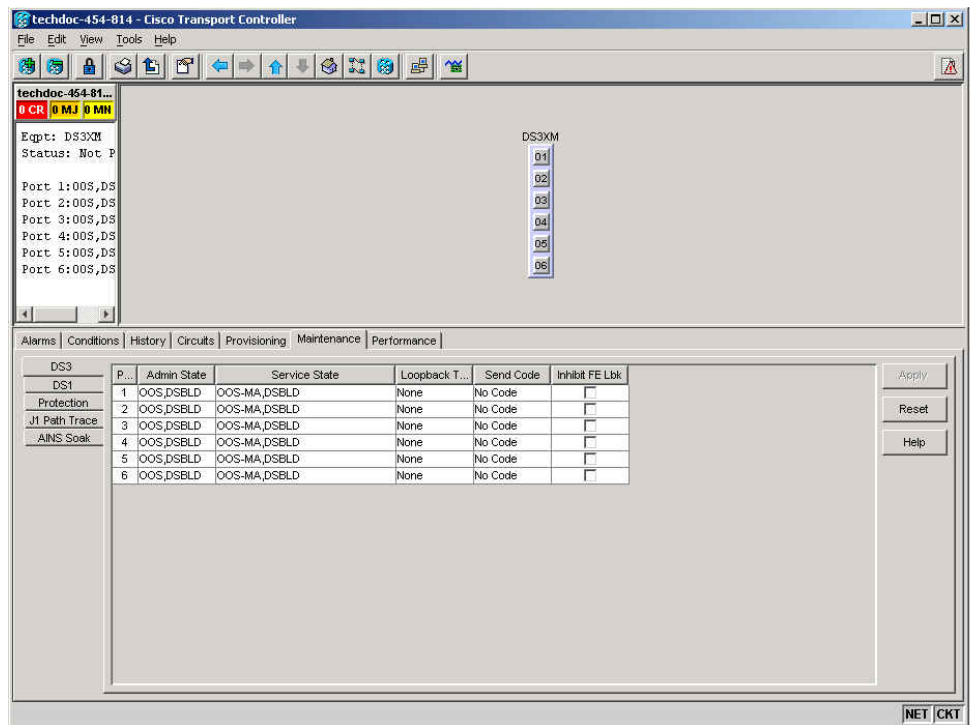 techdoc-454-814 - Cisco Transport Controller
File Edit View Tools Help
techdoc-454-81...
0 CR 0 MJ 0 MN
Eqpt: DS3XM
Status: Not P
Port 1:OOS,DS
Port 2:OOS,DS
Port 3:OOS,DS
Port 4:OOS,DS
Port 5:OOS,DS
Port 6:OOS,DS
DS3XM
01
02
03
04
05
06
Alarms Conditions History Circuits Provisioning Maintenance Performance
DS3
DS1
Protection
J1 Path Trace
AINS Soak
P... Admin State Service State Loopback T... Send Code Inhibit FE Lbk
1 OOS,DSBLD OOS-MA,DSBLD None No Code
2 OOS,DSBLD OOS-MA,DSBLD None No Code
3 OOS,DSBLD OOS-MA,DSBLD None No Code
4 OOS,DSBLD OOS-MA,DSBLD None No Code
5 OOS,DSBLD OOS-MA,DSBLD None No Code
6 OOS,DSBLD OOS-MA,DSBLD None No Code
Apply
Reset
Help
NET CKT